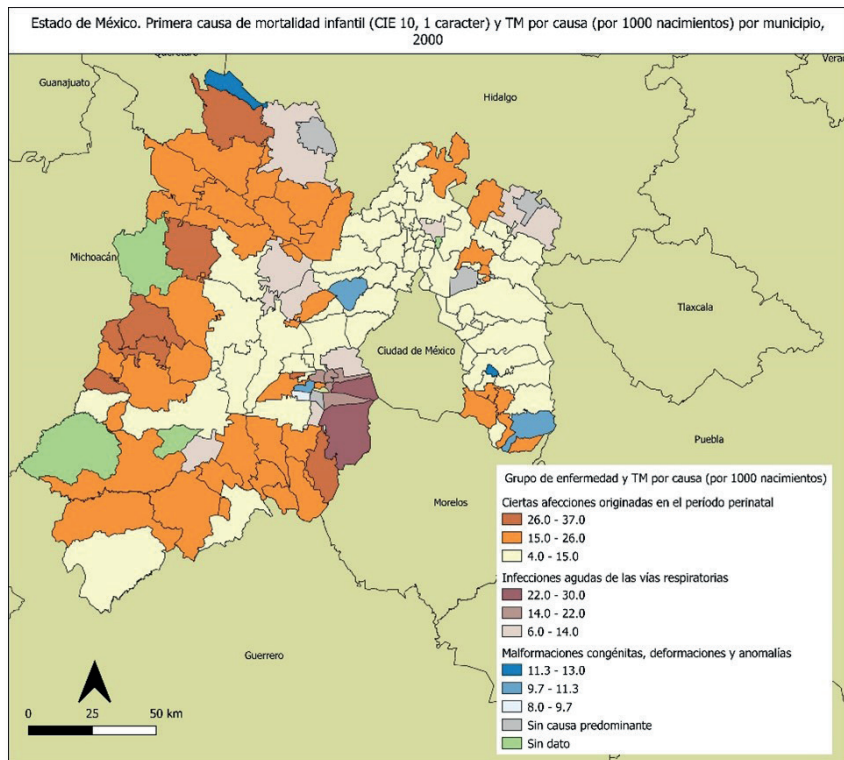 Estado de México. Primera causa de mortalidad infantil (CIE 10, 1 caracter) y TM por causa (por 1000 nacimientos) por municipio,
2000
Guanajuato
Hidalgo
Michoacán
Tlaxcala
Ciudad de México
Puebla
Morelos
Guerrero
Grupo de enfermedad y TM por causa (por 1000 nacimientos)
Ciertas afecciones originadas en el período perinatal
26.0 - 37.0
15.0 - 26.0
4.0 - 15.0
Infecciones agudas de las vías respiratorias
22.0 - 30.0
14.0 - 22.0
6.0 - 14.0
Malformaciones congénitas, deformaciones y anomalías
11.3 - 13.0
9.7 - 11.3
8.0 - 9.7
Sin causa predominante
Sin dato
0 25 50 km